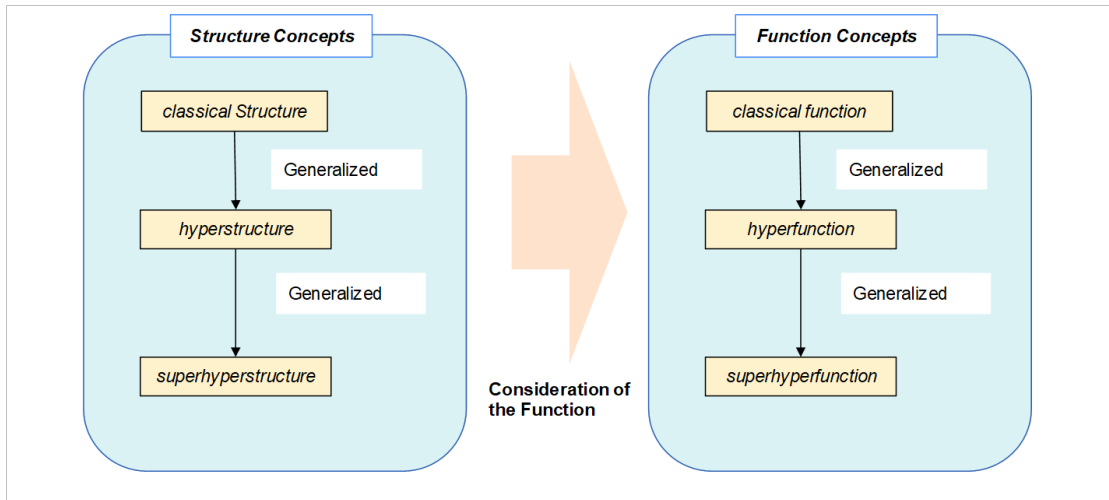 Structure Concepts
classical Structure
Generalized
hyperstructure
Generalized
superhyperstructure
Consideration of
the Function
Function Concepts
classical function
Generalized
hyperfunction
Generalized
superhyperfunction